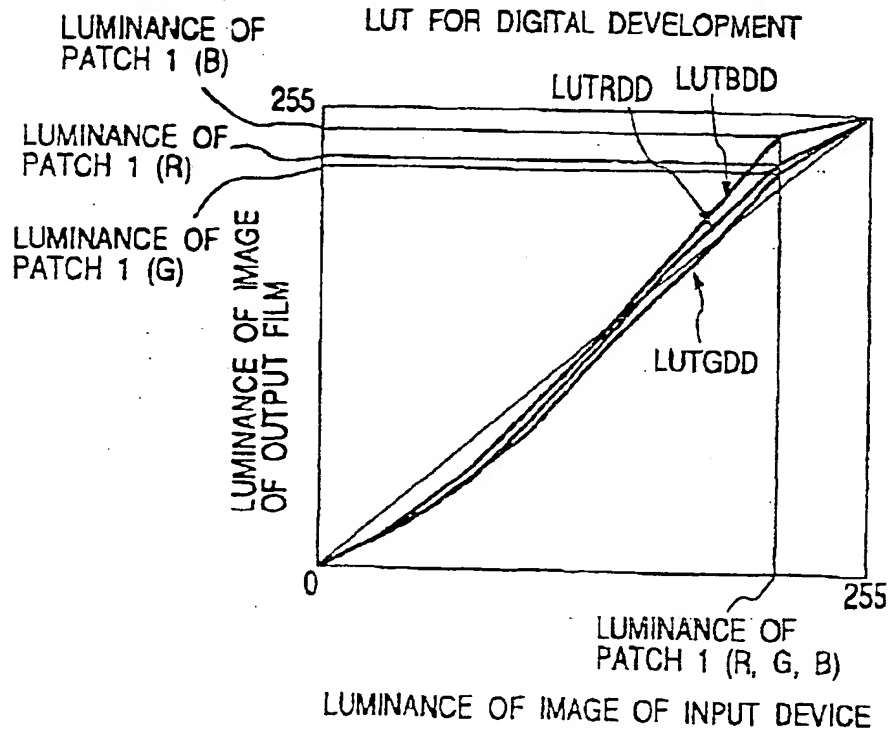 LUT FOR DIGITAL DEVELOPMENT
LUMINANCE OF
PATCH 1 (B)
LUTRDD
LUTBDD
255
LUMINANCE OF
PATCH 1 (R)
LUMINANCE OF
PATCH 1 (G)
LUMINANCE OF IMAGE
OF OUTPUT FILM
LUTGDD
0
255
LUMINANCE OF
PATCH 1 (R, G, B)
LUMINANCE OF IMAGE OF INPUT DEVICE